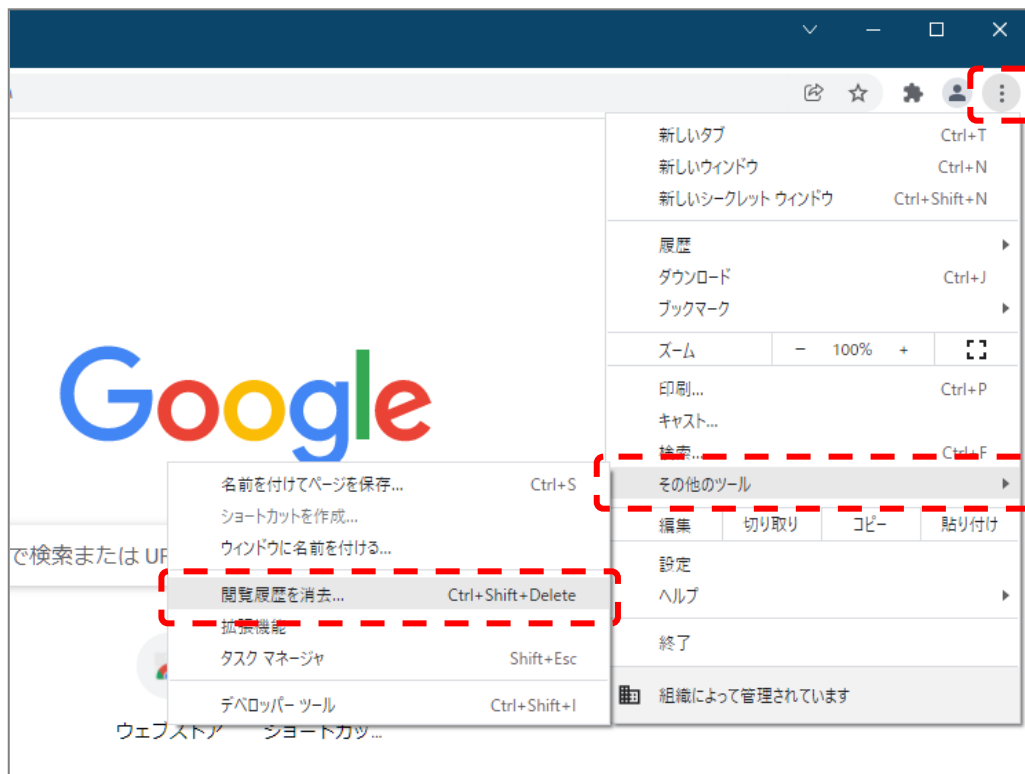 新しいタブ Ctrl+T
新しいウィンドウ Ctrl+N
新しいシークレット ウィンドウ Ctrl+Shift+N
履歴
ダウンロード Ctrl+J
ブックマーク
ズーム − 100% +
印刷... Ctrl+P
キャスト...
検索... Ctrl+F
その他のツール
編集 切り取り コピー 貼り付け
設定
ヘルプ
終了
組織によって管理されています
Google
名前を付けてページを保存... Ctrl+S
ショートカットを作成...
ウィンドウに名前を付ける...
閲覧履歴を消去... Ctrl+Shift+Delete
拡張機能
タスク マネージャ Shift+Esc
デベロッパー ツール Ctrl+Shift+I
で検索または
ウェブストア ショートカッ...